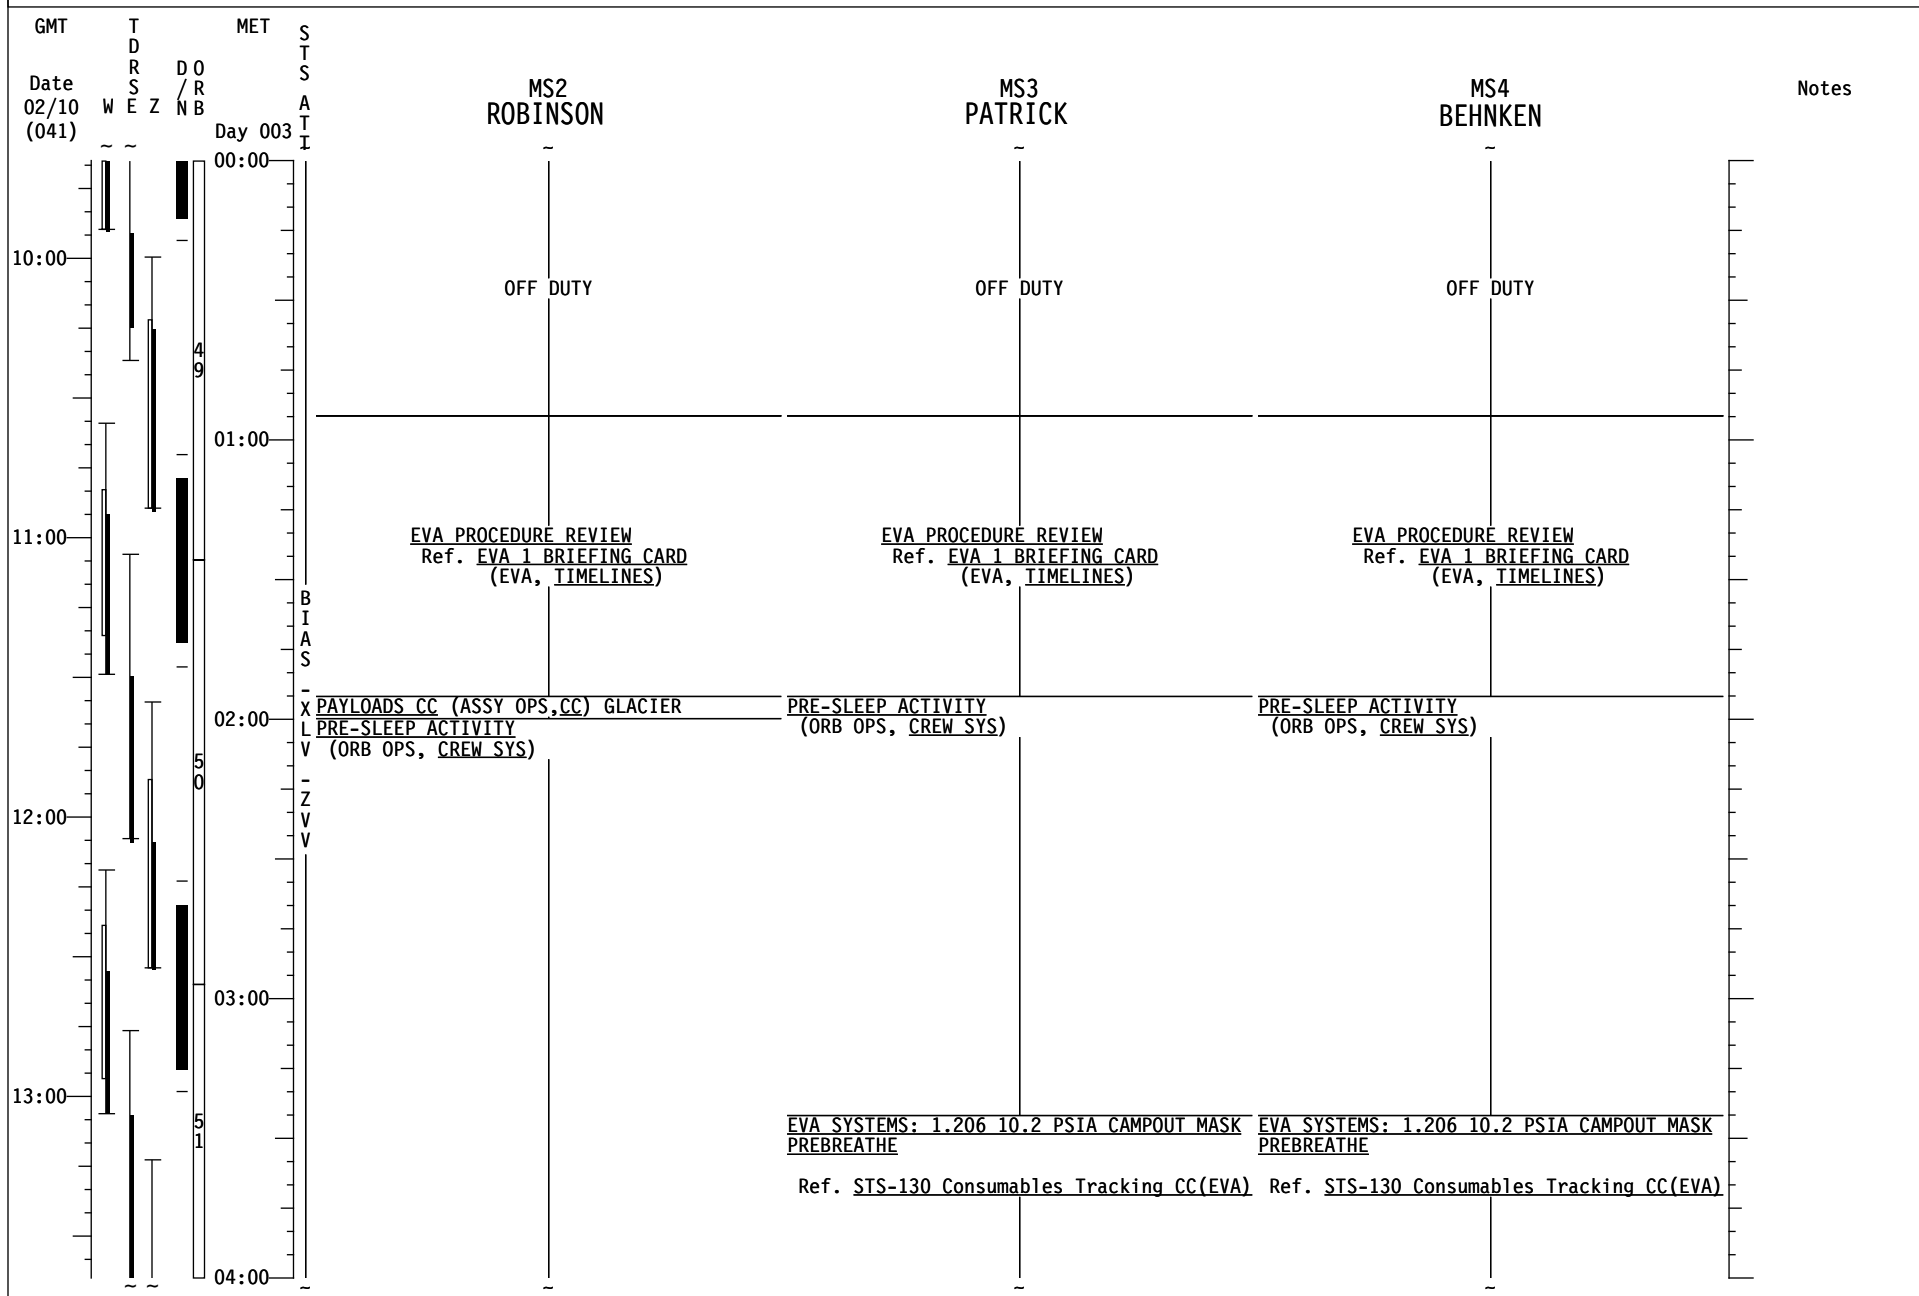 GMT
TDRS
MET
STS ATT
Date
02/10
(041)
W E Z
D/N
ORB
Day 003
MS2
ROBINSON
MS3
PATRICK
MS4
BEHNKEN
Notes
~ ~ ~ ~ ~
00:00
10:00
OFF DUTY
OFF DUTY
OFF DUTY
49
01:00
11:00
EVA PROCEDURE REVIEW
Ref. EVA 1 BRIEFING CARD
(EVA, TIMELINES)
EVA PROCEDURE REVIEW
Ref. EVA 1 BRIEFING CARD
(EVA, TIMELINES)
EVA PROCEDURE REVIEW
Ref. EVA 1 BRIEFING CARD
(EVA, TIMELINES)
BIAS -XLV -ZVV
02:00
PAYLOADS CC (ASSY OPS,CC) GLACIER
PRE-SLEEP ACTIVITY
(ORB OPS, CREW SYS)
PRE-SLEEP ACTIVITY
(ORB OPS, CREW SYS)
PRE-SLEEP ACTIVITY
(ORB OPS, CREW SYS)
50
12:00
03:00
13:00
51
EVA SYSTEMS: 1.206 10.2 PSIA CAMPOUT MASK
PREBREATHE
Ref. STS-130 Consumables Tracking CC(EVA)
EVA SYSTEMS: 1.206 10.2 PSIA CAMPOUT MASK
PREBREATHE
Ref. STS-130 Consumables Tracking CC(EVA)
04:00
~ ~ ~ ~ ~ ~